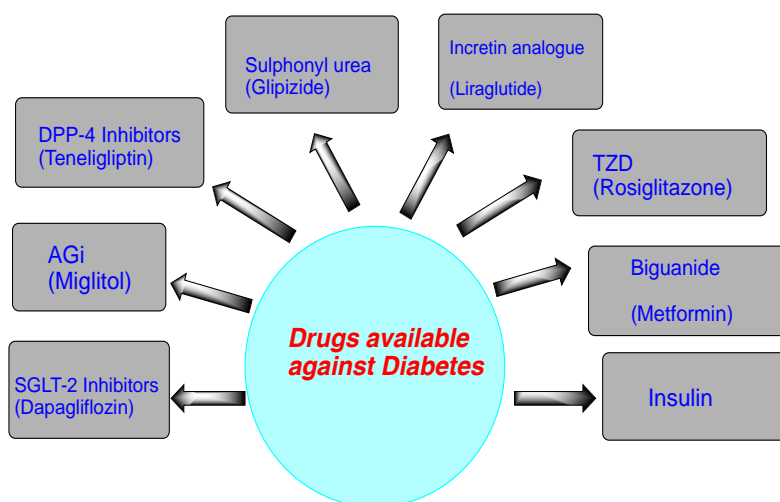 Sulphonyl urea
(Glipizide)
Incretin analogue
(Liraglutide)
DPP-4 Inhibitors
(Teneligliptin)
TZD
(Rosiglitazone)
AGi
(Miglitol)
Biguanide
(Metformin)
Drugs available
against Diabetes
SGLT-2 Inhibitors
(Dapagliflozin)
Insulin